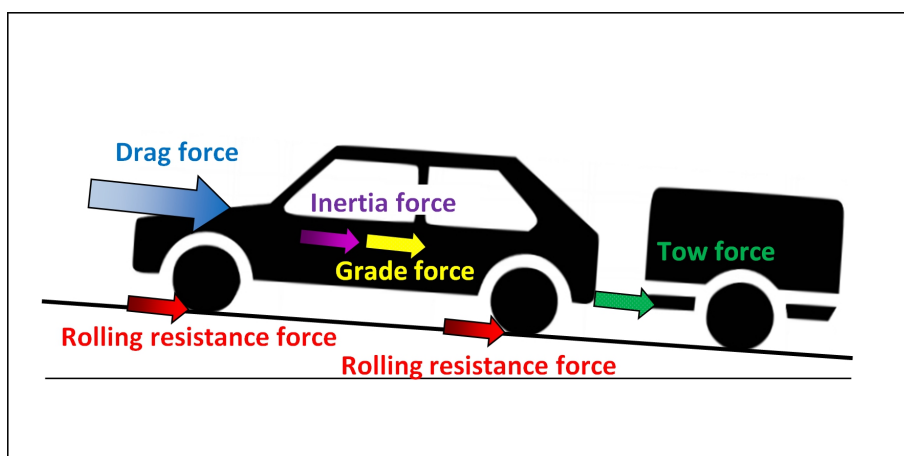 Drag force
Inertia force
Grade force
Tow force
Rolling resistance force
Rolling resistance force